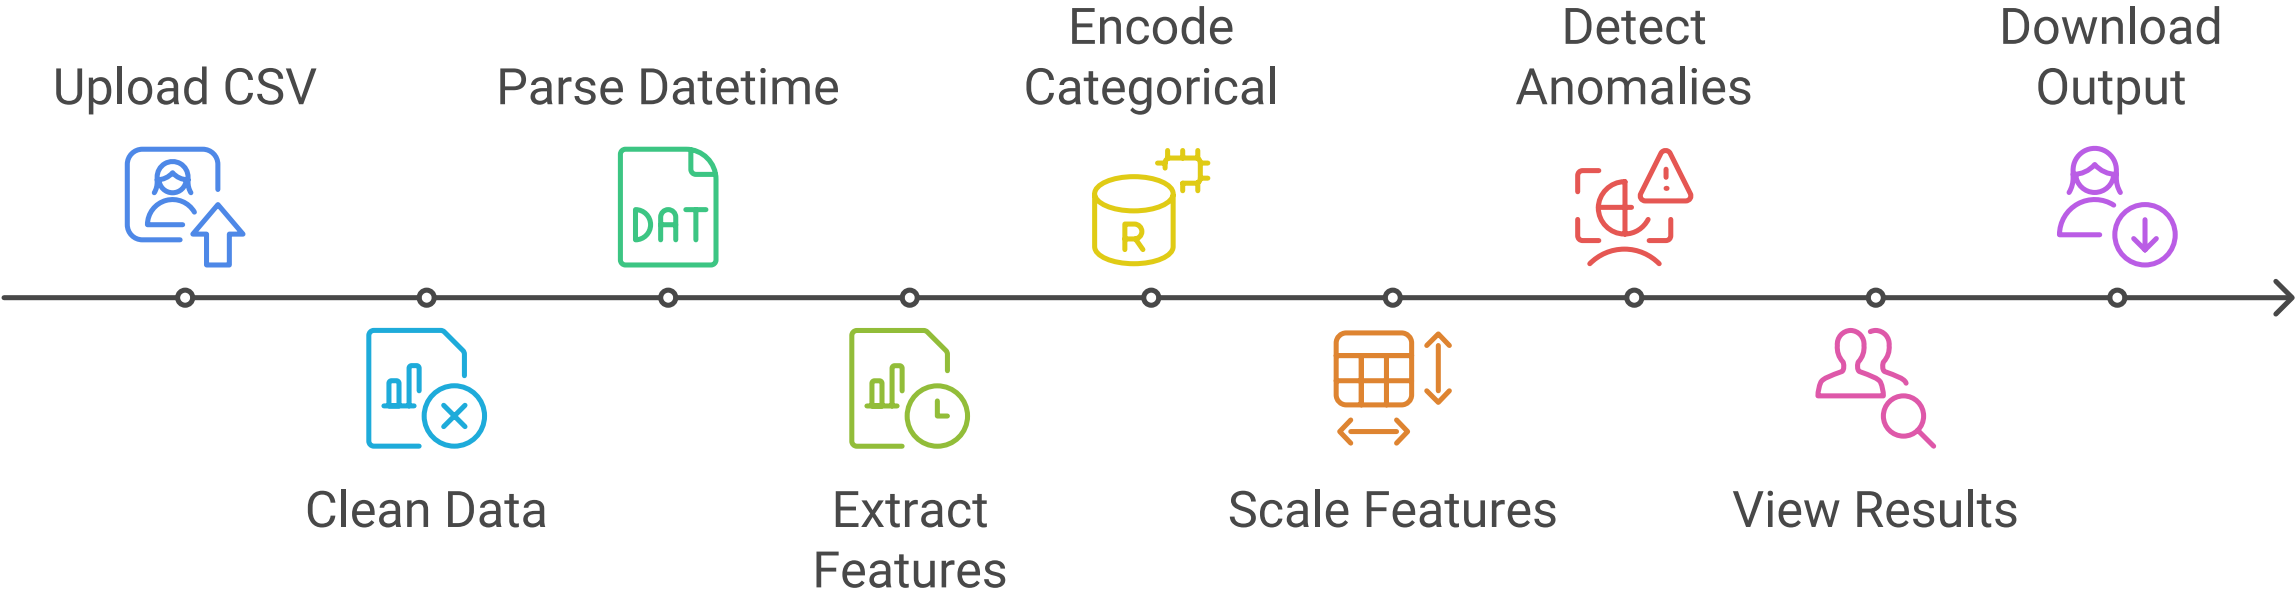 Upload CSV
Clean Data
Parse Datetime
DAT
Extract
Features
Encode
Categorical
R
Scale Features
Detect
Anomalies
View Results
Download
Output